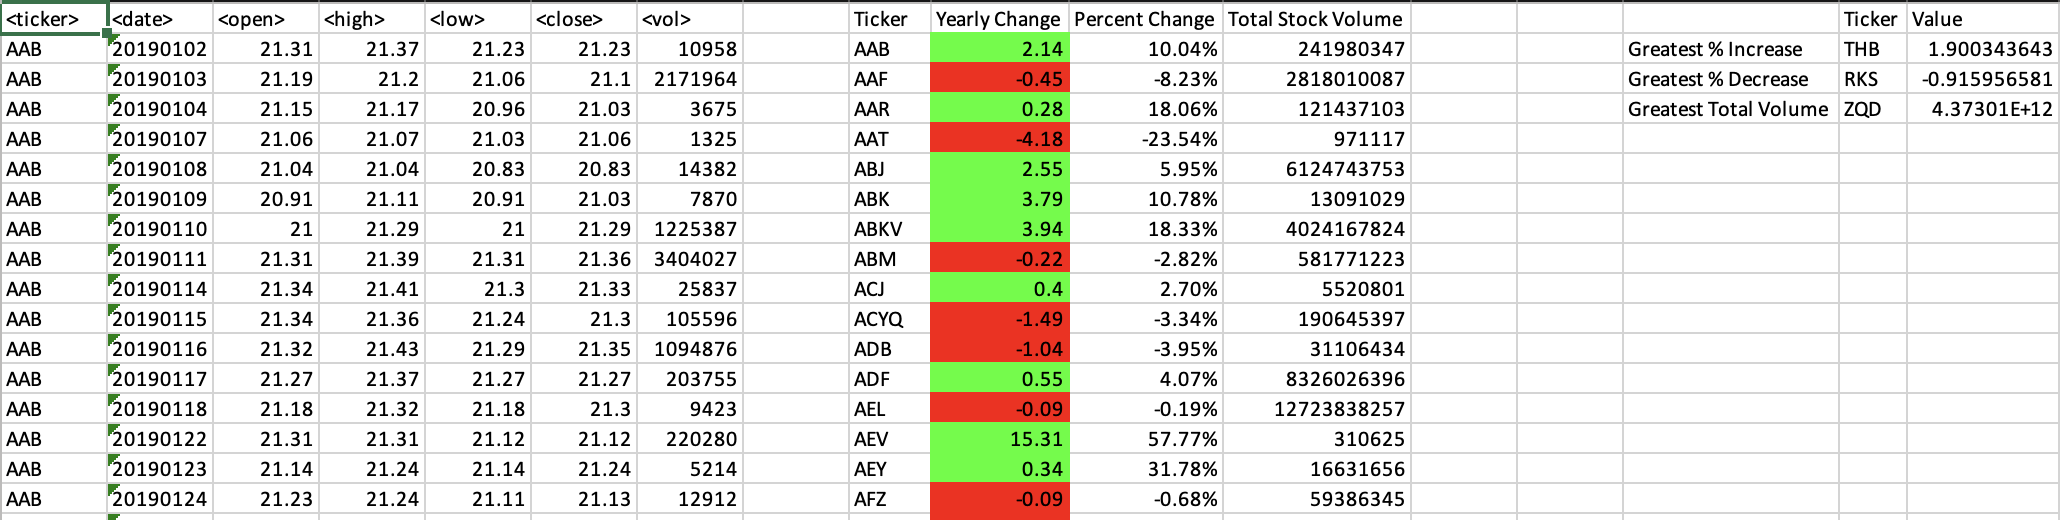 <ticker> <date> <open> <high> <low> <close> <vol> Ticker Yearly Change Percent Change Total Stock Volume Ticker Value
AAB 20190102 21.31 21.37 21.23 21.23 10958 AAB 2.14 10.04% 241980347 Greatest % Increase THB 1.900343643
AAB 20190103 21.19 21.2 21.06 21.1 2171964 AAF -0.45 -8.23% 2818010087 Greatest % Decrease RKS -0.915956581
AAB 20190104 21.15 21.17 20.96 21.03 3675 AAR 0.28 18.06% 121437103 Greatest Total Volume ZQD 4.37301E+12
AAB 20190107 21.06 21.07 21.03 21.06 1325 AAT -4.18 -23.54% 971117
AAB 20190108 21.04 21.04 20.83 20.83 14382 ABJ 2.55 5.95% 6124743753
AAB 20190109 20.91 21.11 20.91 21.03 7870 ABK 3.79 10.78% 13091029
AAB 20190110 21 21.29 21 21.29 1225387 ABKV 3.94 18.33% 4024167824
AAB 20190111 21.31 21.39 21.31 21.36 3404027 ABM -0.22 -2.82% 581771223
AAB 20190114 21.34 21.41 21.3 21.33 25837 ACJ 0.4 2.70% 5520801
AAB 20190115 21.34 21.36 21.24 21.3 105596 ACYQ -1.49 -3.34% 190645397
AAB 20190116 21.32 21.43 21.29 21.35 1094876 ADB -1.04 -3.95% 31106434
AAB 20190117 21.27 21.37 21.27 21.27 203755 ADF 0.55 4.07% 8326026396
AAB 20190118 21.18 21.32 21.18 21.3 9423 AEL -0.09 -0.19% 12723838257
AAB 20190122 21.31 21.31 21.12 21.12 220280 AEV 15.31 57.77% 310625
AAB 20190123 21.14 21.24 21.14 21.24 5214 AEY 0.34 31.78% 16631656
AAB 20190124 21.23 21.24 21.11 21.13 12912 AFZ -0.09 -0.68% 59386345